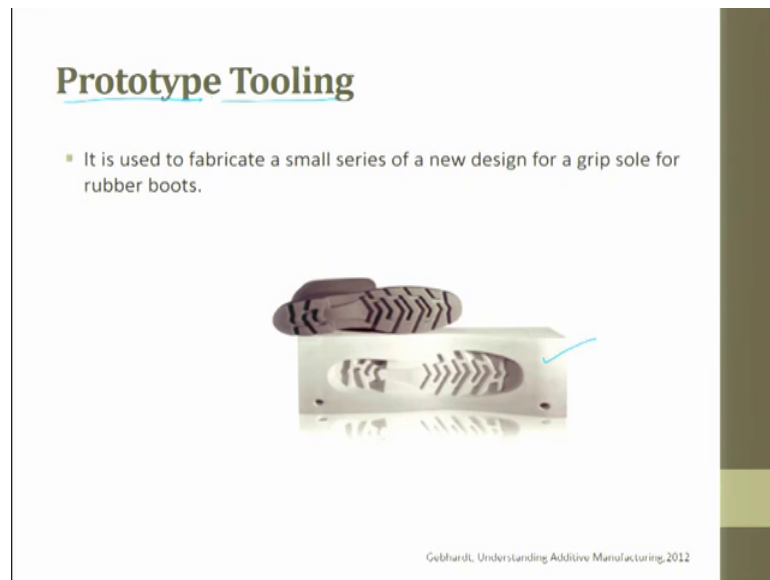 Prototype Tooling
▪ It is used to fabricate a small series of a new design for a grip sole for
rubber boots.
Gebhardt, Understanding Additive Manufacturing,2012